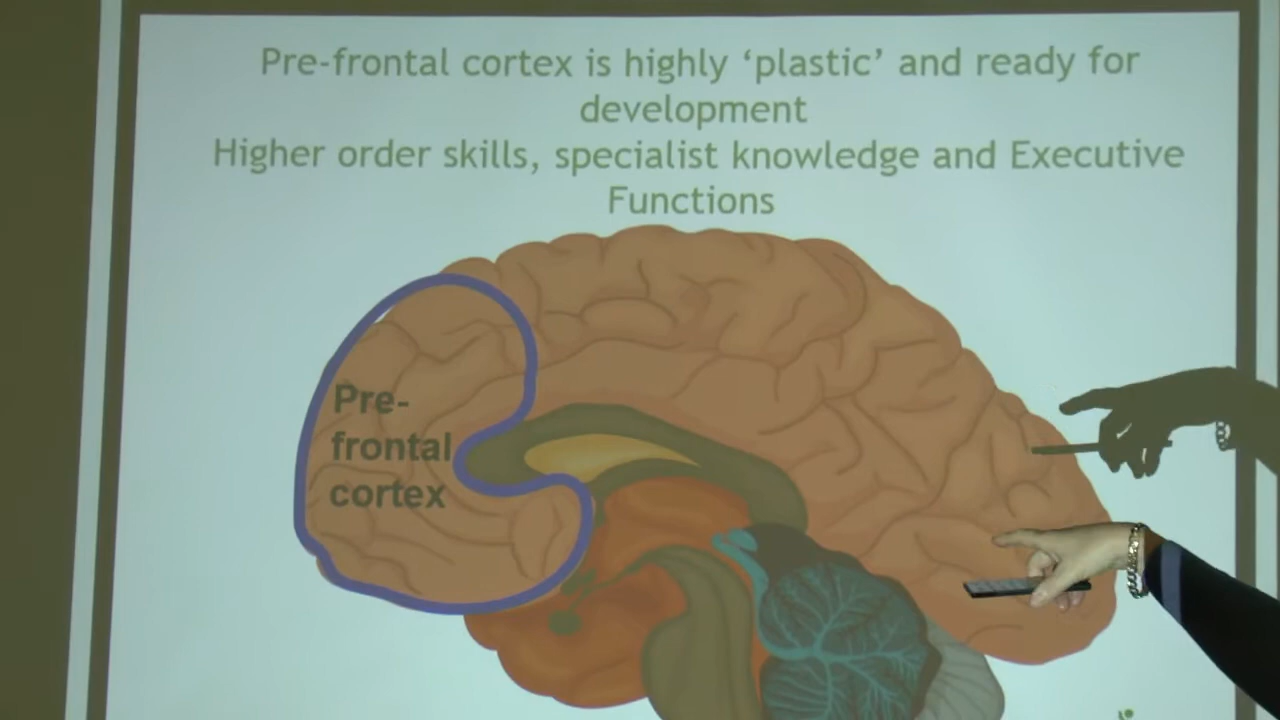 Pre-frontal cortex is highly ‘plastic’ and ready for
development
Higher order skills, specialist knowledge and Executive
Functions
Pre-
frontal
cortex